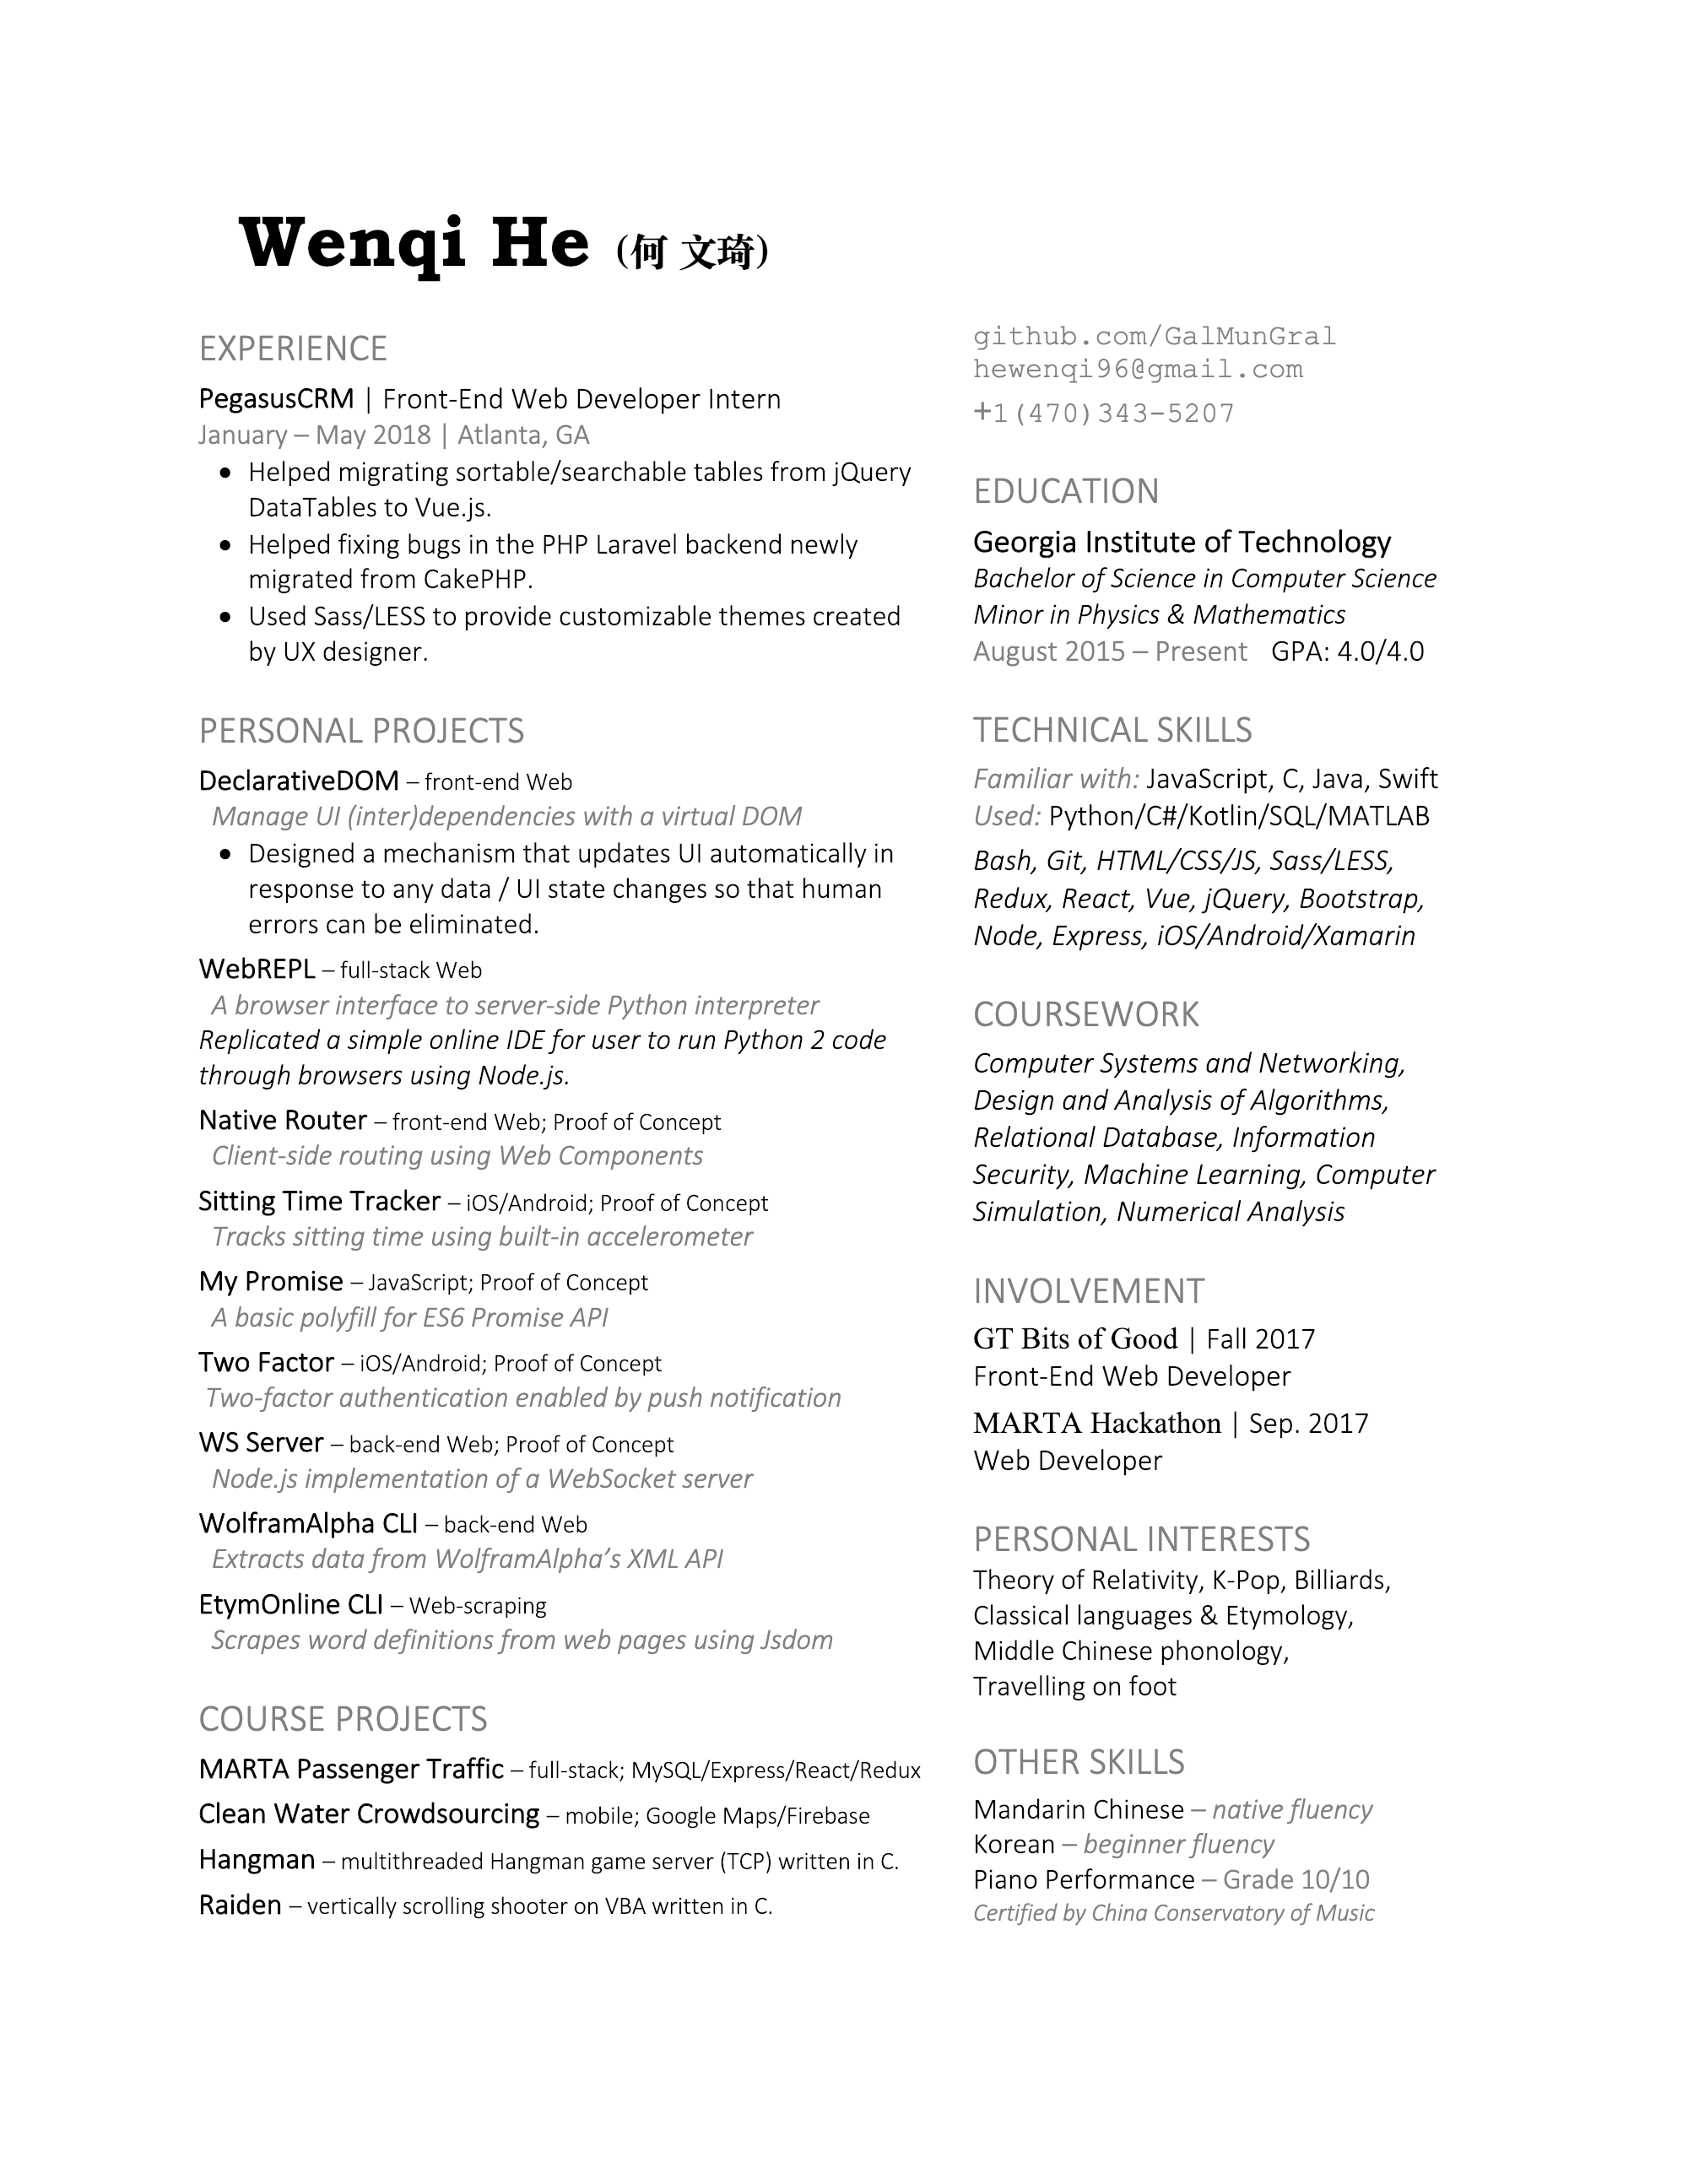 Wenqi He (何 文琦)
EXPERIENCE
PegasusCRM | Front-End Web Developer Intern
January – May 2018 | Atlanta, GA
• Helped migrating sortable/searchable tables from jQuery
DataTables to Vue.js.
• Helped fixing bugs in the PHP Laravel backend newly
migrated from CakePHP.
• Used Sass/LESS to provide customizable themes created
by UX designer.
PERSONAL PROJECTS
DeclarativeDOM – front-end Web
Manage UI (inter)dependencies with a virtual DOM
• Designed a mechanism that updates UI automatically in
response to any data / UI state changes so that human
errors can be eliminated.
WebREPL – full-stack Web
A browser interface to server-side Python interpreter
Replicated a simple online IDE for user to run Python 2 code
through browsers using Node.js.
Native Router – front-end Web; Proof of Concept
Client-side routing using Web Components
Sitting Time Tracker – iOS/Android; Proof of Concept
Tracks sitting time using built-in accelerometer
My Promise – JavaScript; Proof of Concept
A basic polyfill for ES6 Promise API
Two Factor – iOS/Android; Proof of Concept
Two-factor authentication enabled by push notification
WS Server – back-end Web; Proof of Concept
Node.js implementation of a WebSocket server
WolframAlpha CLI – back-end Web
Extracts data from WolframAlpha’s XML API
EtymOnline CLI – Web-scraping
Scrapes word definitions from web pages using Jsdom
COURSE PROJECTS
MARTA Passenger Traffic – full-stack; MySQL/Express/React/Redux
Clean Water Crowdsourcing – mobile; Google Maps/Firebase
Hangman – multithreaded Hangman game server (TCP) written in C.
Raiden – vertically scrolling shooter on VBA written in C.
github.com/GalMunGral
hewenqi96@gmail.com
+1(470)343-5207
EDUCATION
Georgia Institute of Technology
Bachelor of Science in Computer Science
Minor in Physics & Mathematics
August 2015 – Present GPA: 4.0/4.0
TECHNICAL SKILLS
Familiar with: JavaScript, C, Java, Swift
Used: Python/C#/Kotlin/SQL/MATLAB
Bash, Git, HTML/CSS/JS, Sass/LESS,
Redux, React, Vue, jQuery, Bootstrap,
Node, Express, iOS/Android/Xamarin
COURSEWORK
Computer Systems and Networking,
Design and Analysis of Algorithms,
Relational Database, Information
Security, Machine Learning, Computer
Simulation, Numerical Analysis
INVOLVEMENT
GT Bits of Good | Fall 2017
Front-End Web Developer
MARTA Hackathon | Sep. 2017
Web Developer
PERSONAL INTERESTS
Theory of Relativity, K-Pop, Billiards,
Classical languages & Etymology,
Middle Chinese phonology,
Travelling on foot
OTHER SKILLS
Mandarin Chinese – native fluency
Korean – beginner fluency
Piano Performance – Grade 10/10
Certified by China Conservatory of Music